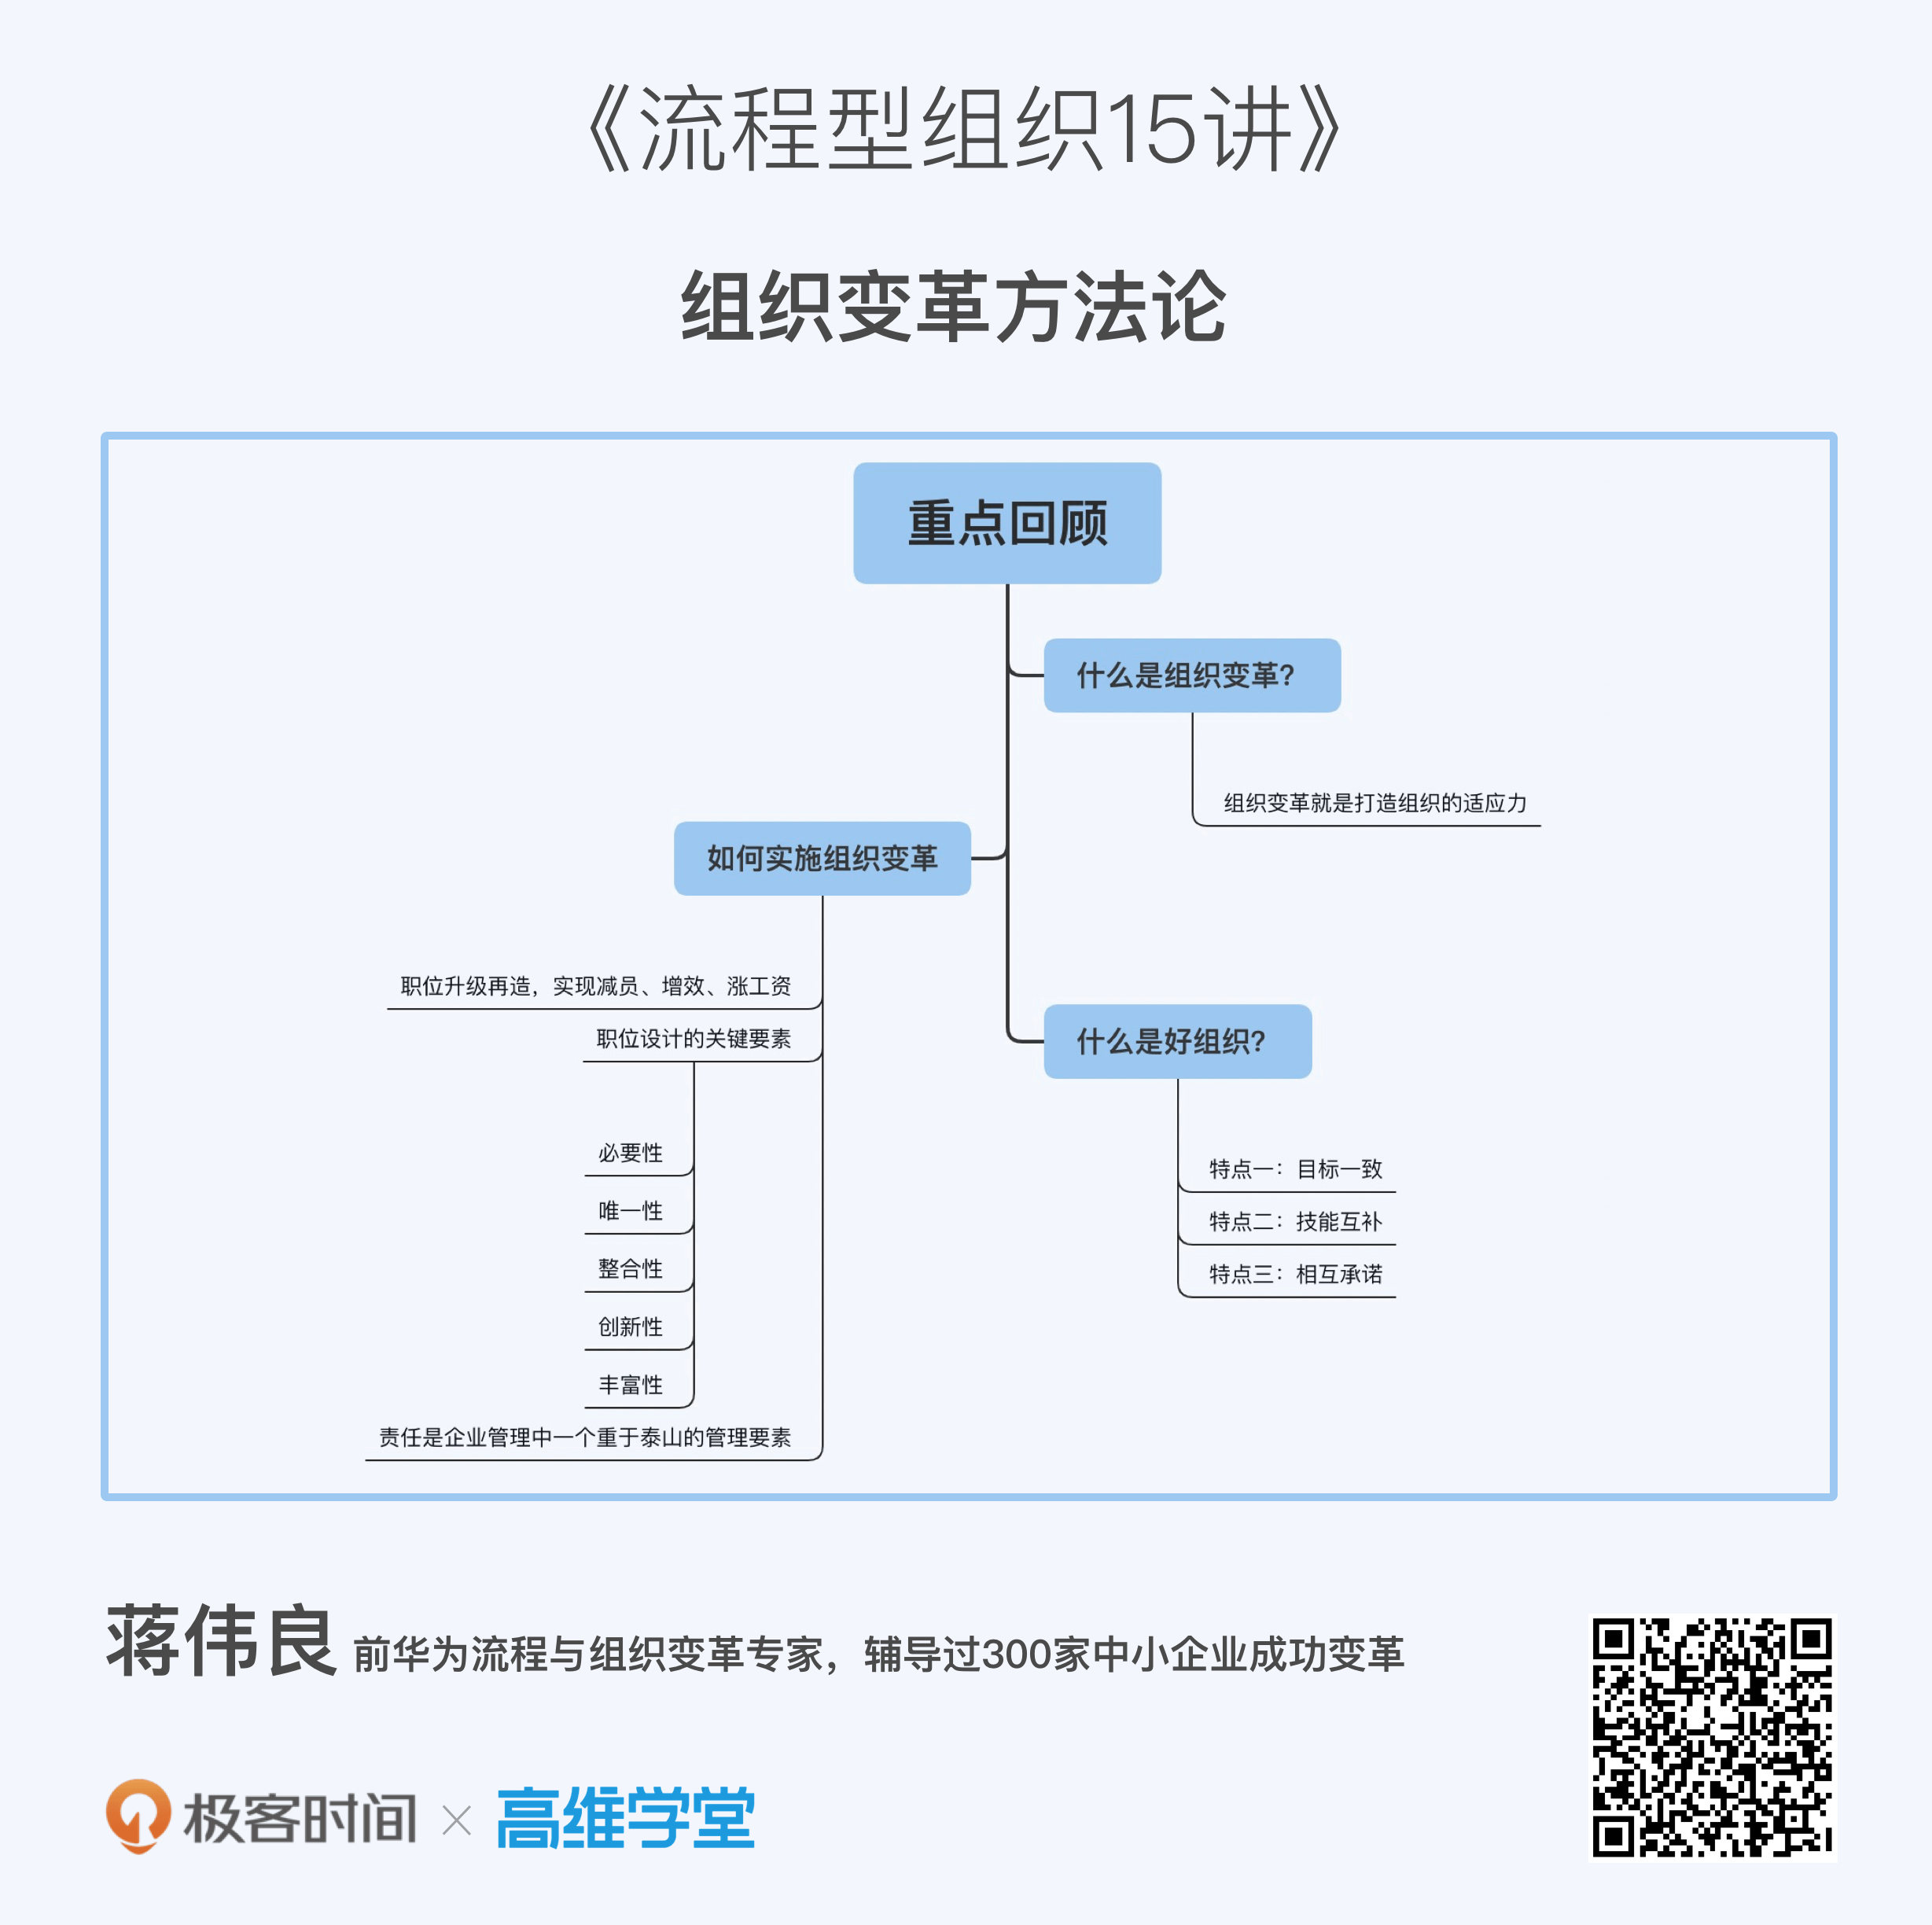 《流程型组织15讲》
组织变革方法论
重点回顾
什么是组织变革?
组织变革就是打造组织的适应力
如何实施组织变革
职位升级再造，实现减员、增效、涨工资
职位设计的关键要素
必要性
唯一性
整合性
创新性
丰富性
责任是企业管理中一个重于泰山的管理要素
什么是好组织?
特点一：目标一致
特点二：技能互补
特点三：相互承诺
蒋伟良 前华为流程与组织变革专家，辅导过300家中小企业成功变革
极客时间 × 高维学堂